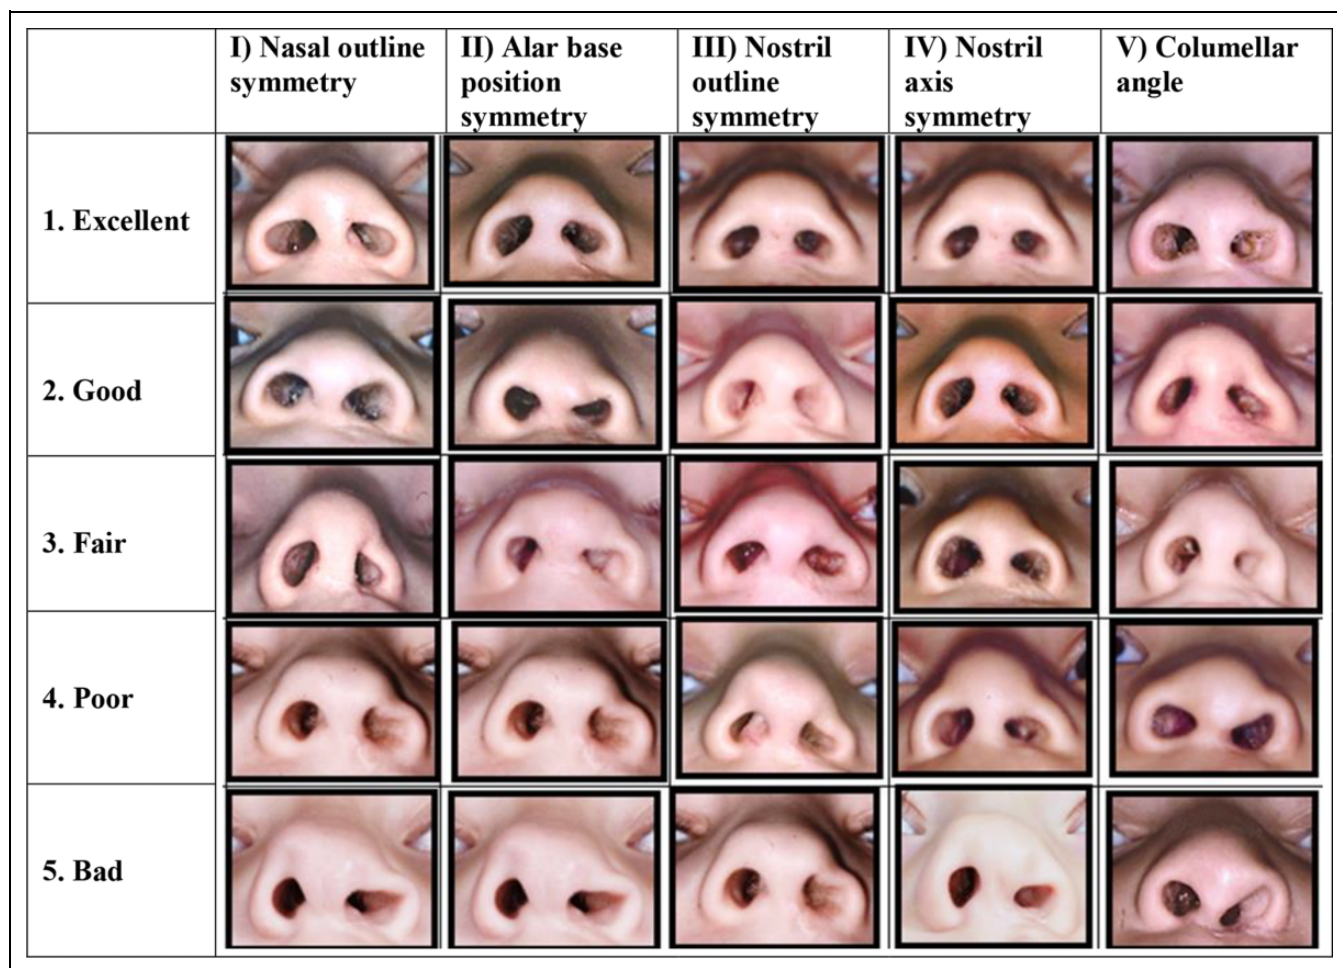 I) Nasal outline
symmetry
II) Alar base
position
symmetry
III) Nostril
outline
symmetry
IV) Nostril
axis
symmetry
V) Columellar
angle
1. Excellent
2. Good
3. Fair
4. Poor
5. Bad